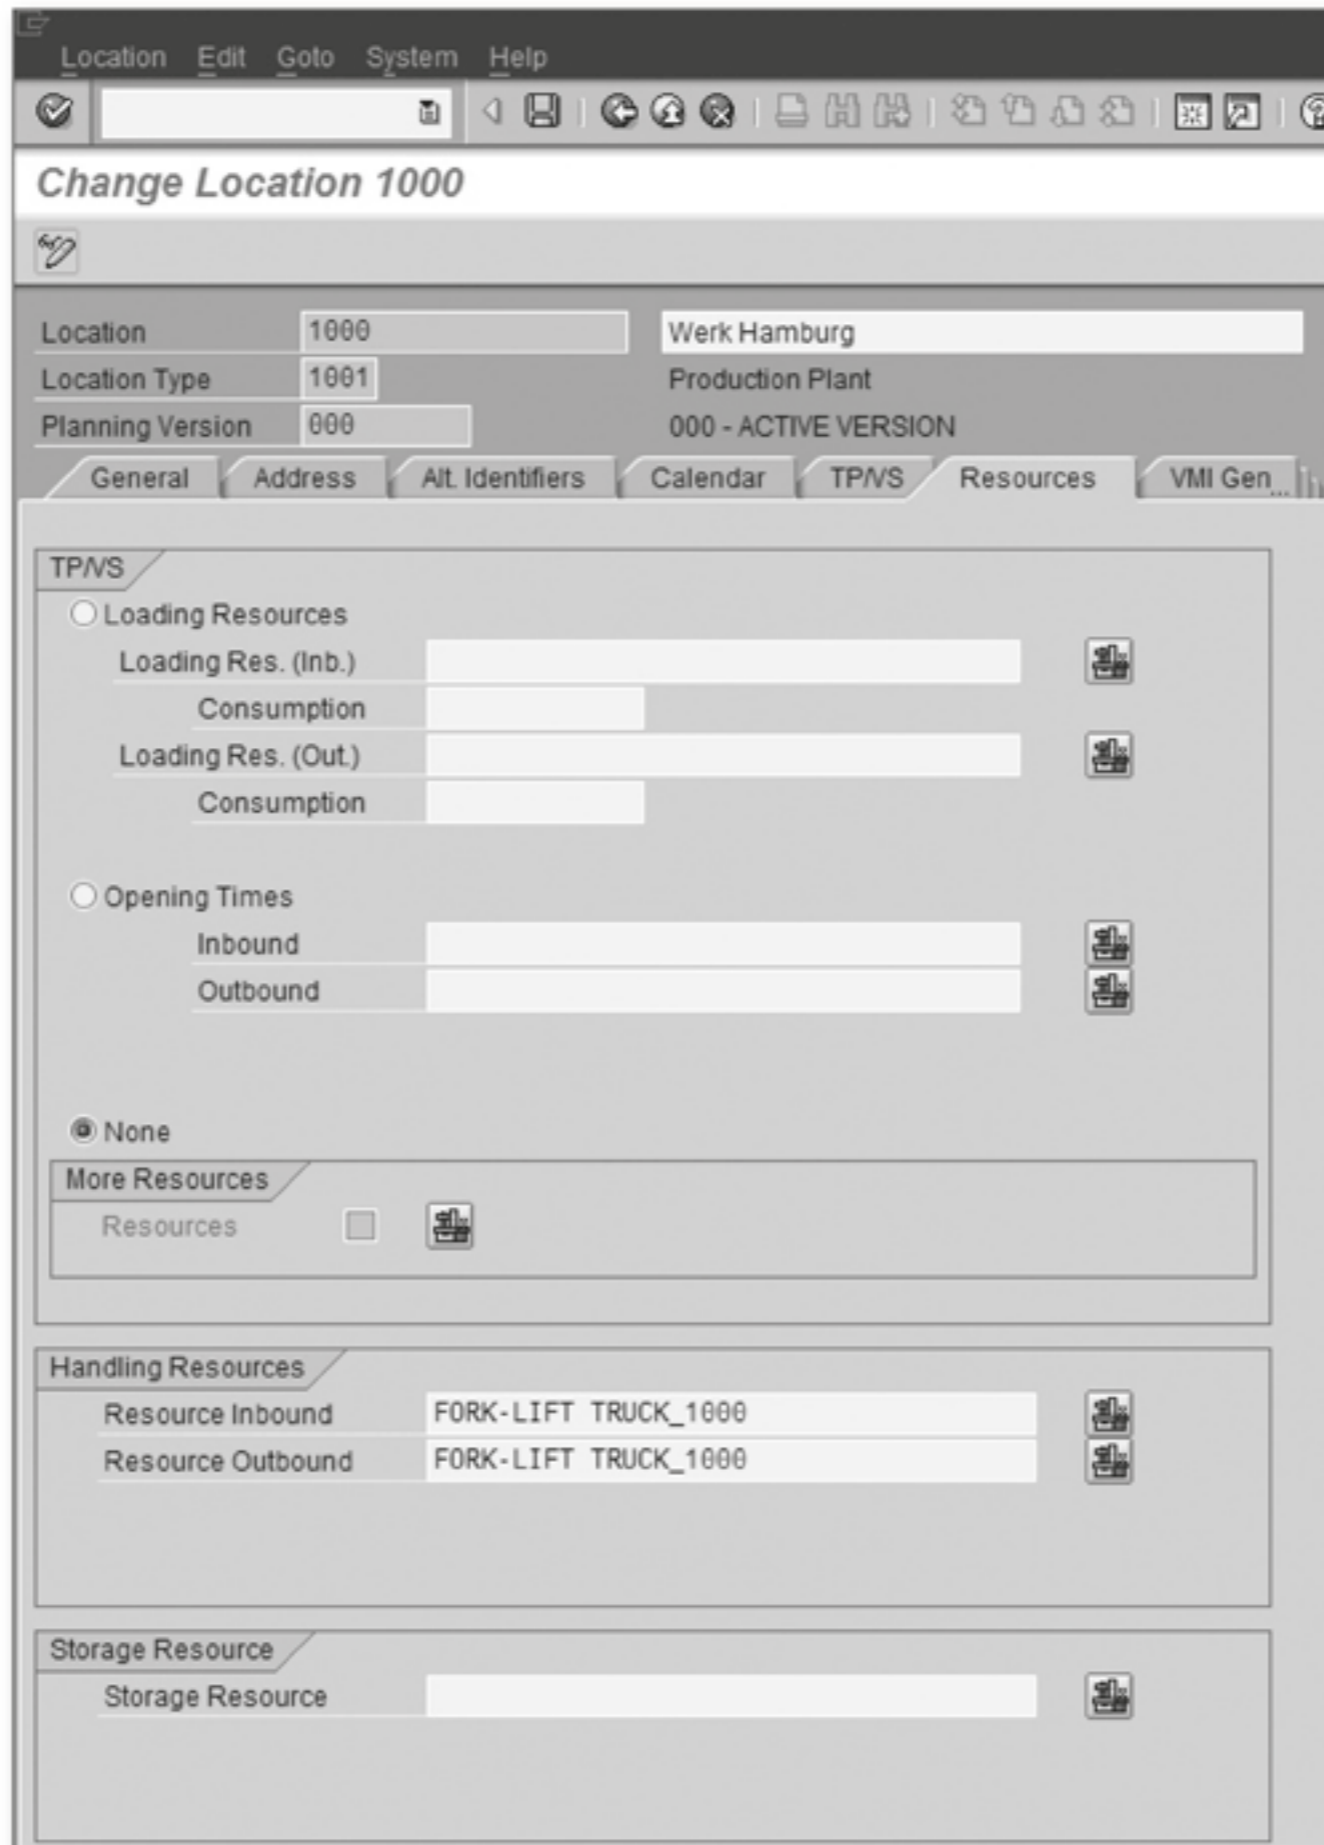 Location Edit Goto System Help
Change Location 1000
Location 1000 Werk Hamburg
Location Type 1001 Production Plant
Planning Version 000 000 - ACTIVE VERSION
General Address Alt. Identifiers Calendar TP/VS Resources VMI Gen...
TP/VS
Loading Resources
Loading Res. (Inb.)
Consumption
Loading Res. (Out.)
Consumption
Opening Times
Inbound
Outbound
None
More Resources
Resources
Handling Resources
Resource Inbound FORK-LIFT TRUCK_1000
Resource Outbound FORK-LIFT TRUCK_1000
Storage Resource
Storage Resource